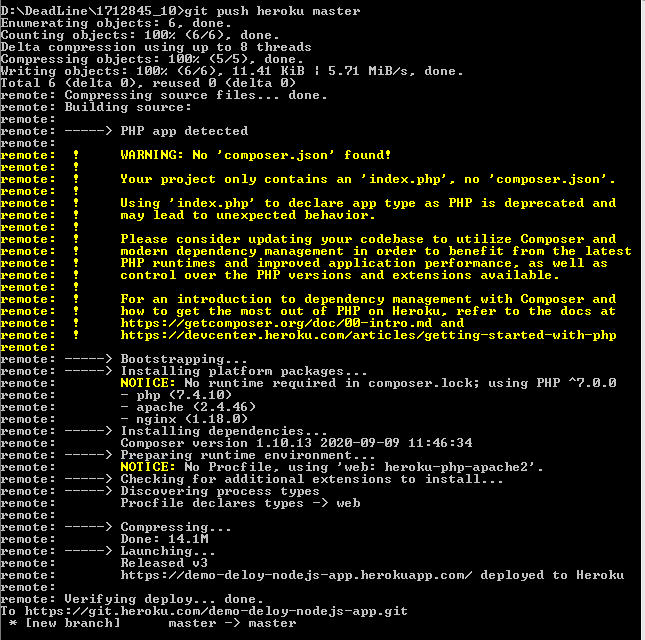 D:\DeadLine\1712845_10>git push heroku master
Enumerating objects: 6, done.
Counting objects: 100% (6/6), done.
Delta compression using up to 8 threads
Compressing objects: 100% (5/5), done.
Writing objects: 100% (6/6), 11.41 KiB | 5.71 MiB/s, done.
Total 6 (delta 0), reused 0 (delta 0)
remote: Compressing source files... done.
remote: Building source:
remote:
remote: -----> PHP app detected
remote:
remote:  !     WARNING: No 'composer.json' found!
remote:  !
remote:  !     Your project only contains an 'index.php', no 'composer.json'.
remote:  !
remote:  !     Using 'index.php' to declare app type as PHP is deprecated and
remote:  !     may lead to unexpected behavior.
remote:  !
remote:  !     Please consider updating your codebase to utilize Composer and
remote:  !     modern dependency management in order to benefit from the latest
remote:  !     PHP runtimes and improved application performance, as well as
remote:  !     control over the PHP versions and extensions available.
remote:  !
remote:  !     For an introduction to dependency management with Composer and
remote:  !     how to get the most out of PHP on Heroku, refer to the docs at
remote:  !     https://getcomposer.org/doc/00-intro.md and
remote:  !     https://devcenter.heroku.com/articles/getting-started-with-php
remote:
remote: -----> Bootstrapping...
remote: -----> Installing platform packages...
remote:        NOTICE: No runtime required in composer.lock; using PHP ^7.0.0
remote:        - php (7.4.10)
remote:        - apache (2.4.46)
remote:        - nginx (1.18.0)
remote: -----> Installing dependencies...
remote:        Composer version 1.10.13 2020-09-09 11:46:34
remote: -----> Preparing runtime environment...
remote:        NOTICE: No Procfile, using 'web: heroku-php-apache2'.
remote: -----> Checking for additional extensions to install...
remote: -----> Discovering process types
remote:        Procfile declares types -> web
remote:
remote: -----> Compressing...
remote:        Done: 14.1M
remote: -----> Launching...
remote:        Released v3
remote:        https://demo-deloy-nodejs-app.herokuapp.com/ deployed to Heroku
remote:
remote: Verifying deploy... done.
To https://git.heroku.com/demo-deloy-nodejs-app.git
 * [new branch]      master -> master